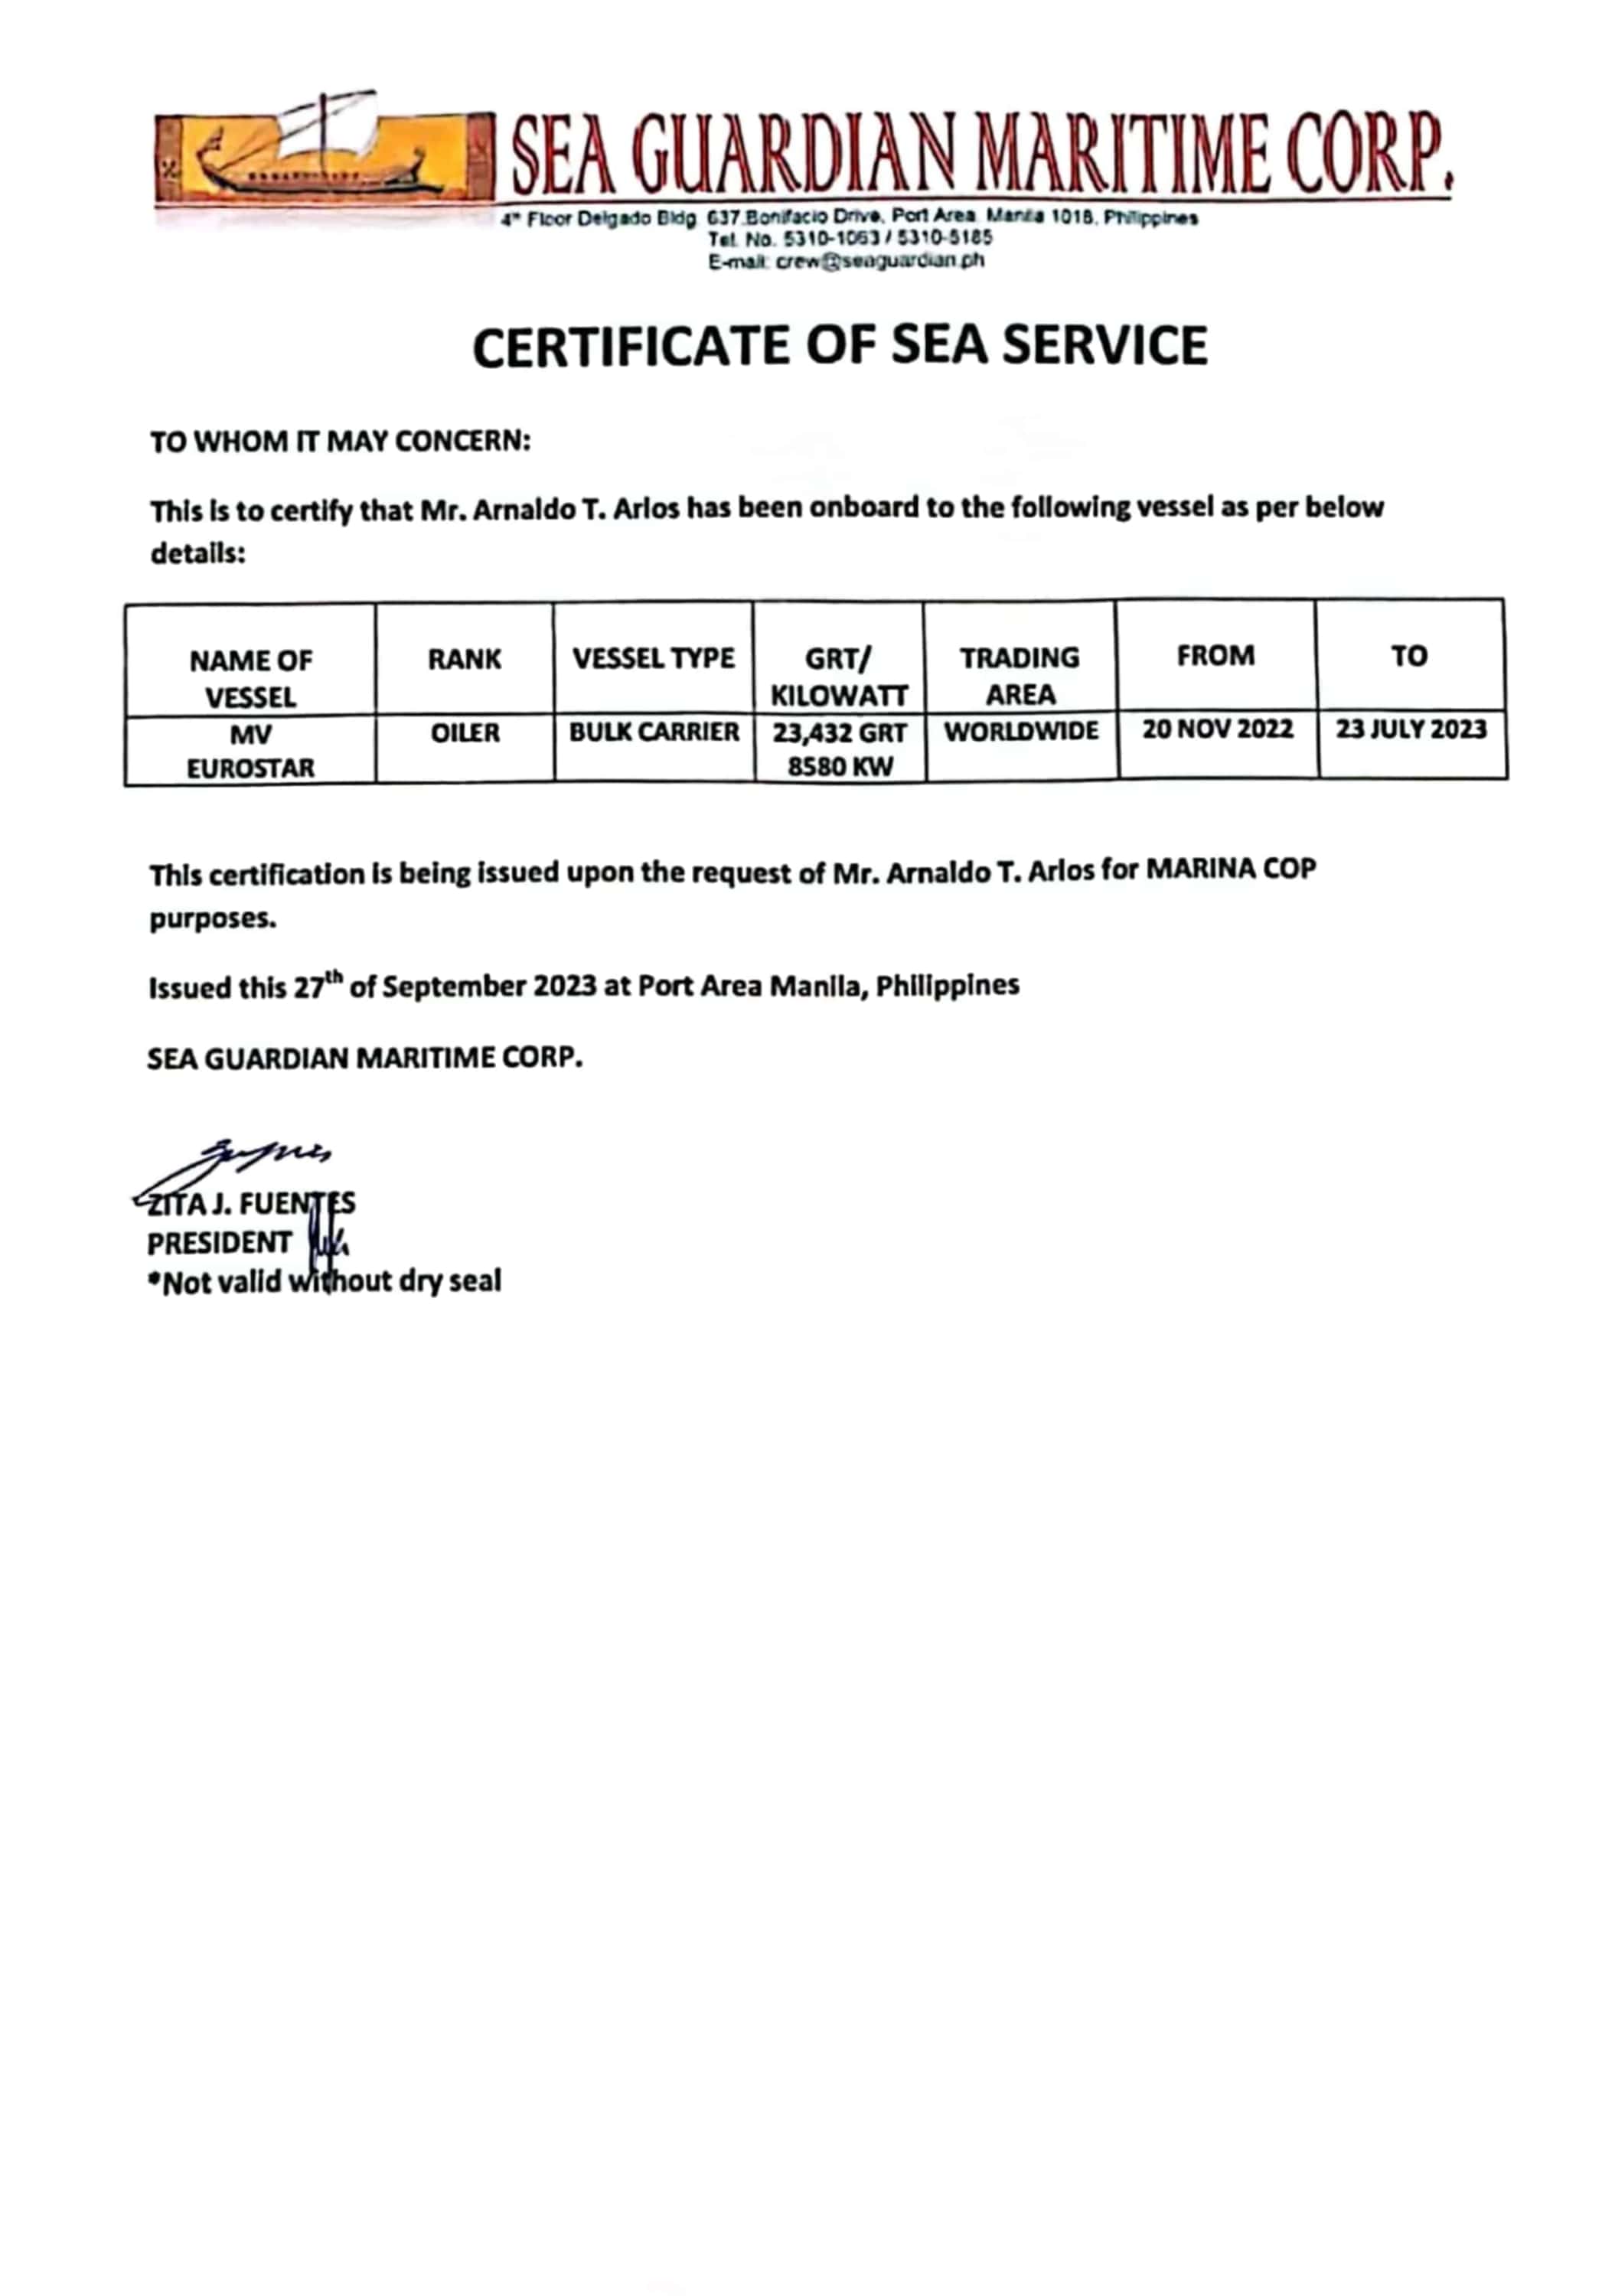 SEA GUARDIAN MARITIME CORP.
4th Floor Delgado Bldg 637 Bonifacio Drive, Port Area Manila 1018, Philippines
Tel. No. 5310-1063 / 5310-5185
E-mail: crew@seaguardian.ph
CERTIFICATE OF SEA SERVICE
TO WHOM IT MAY CONCERN:
This is to certify that Mr. Arnaldo T. Arlos has been onboard to the following vessel as per below
details:
NAME OF VESSEL RANK VESSEL TYPE GRT/ KILOWATT TRADING AREA FROM TO
MV EUROSTAR OILER BULK CARRIER 23,432 GRT 8580 KW WORLDWIDE 20 NOV 2022 23 JULY 2023
This certification is being issued upon the request of Mr. Arnaldo T. Arlos for MARINA COP
purposes.
Issued this 27th of September 2023 at Port Area Manila, Philippines
SEA GUARDIAN MARITIME CORP.
ZITA J. FUENTES
PRESIDENT
*Not valid without dry seal